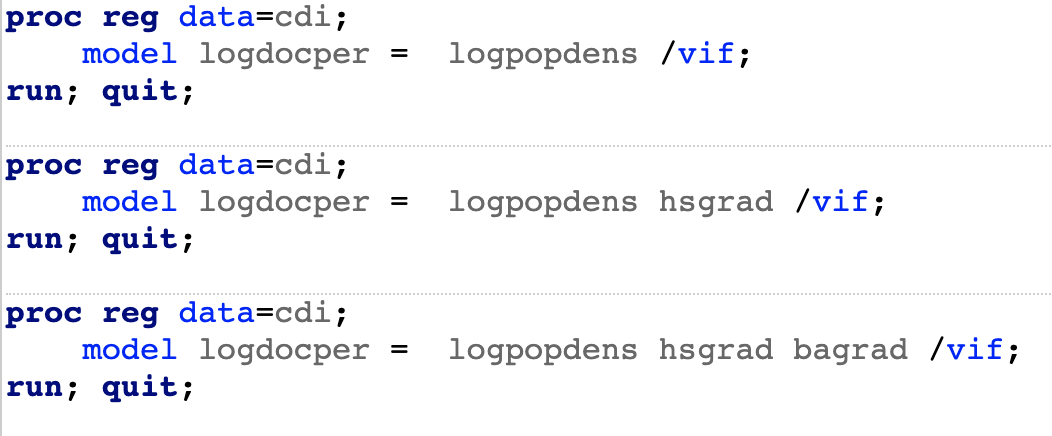 proc reg data=cdi;
    model logdocper =  logpopdens /vif;
run; quit;
proc reg data=cdi;
    model logdocper =  logpopdens hsgrad /vif;
run; quit;
proc reg data=cdi;
    model logdocper =  logpopdens hsgrad bagrad /vif;
run; quit;